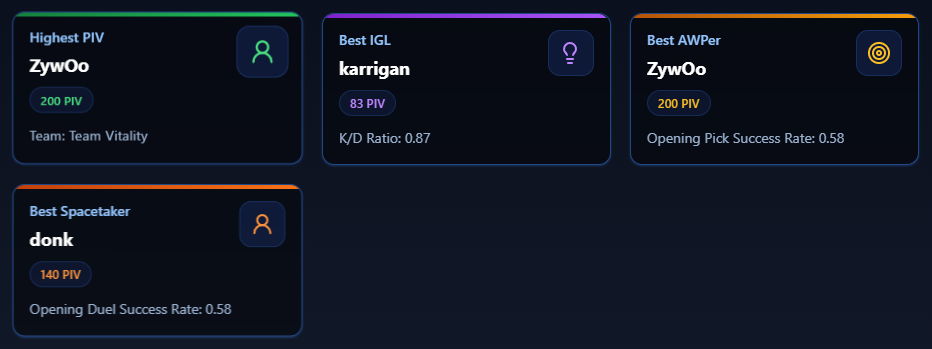 Highest PIV
ZywOo
200 PIV
Team: Team Vitality
Best IGL
karrigan
83 PIV
K/D Ratio: 0.87
Best AWPer
ZywOo
200 PIV
Opening Pick Success Rate: 0.58
Best Spacetaker
donk
140 PIV
Opening Duel Success Rate: 0.58